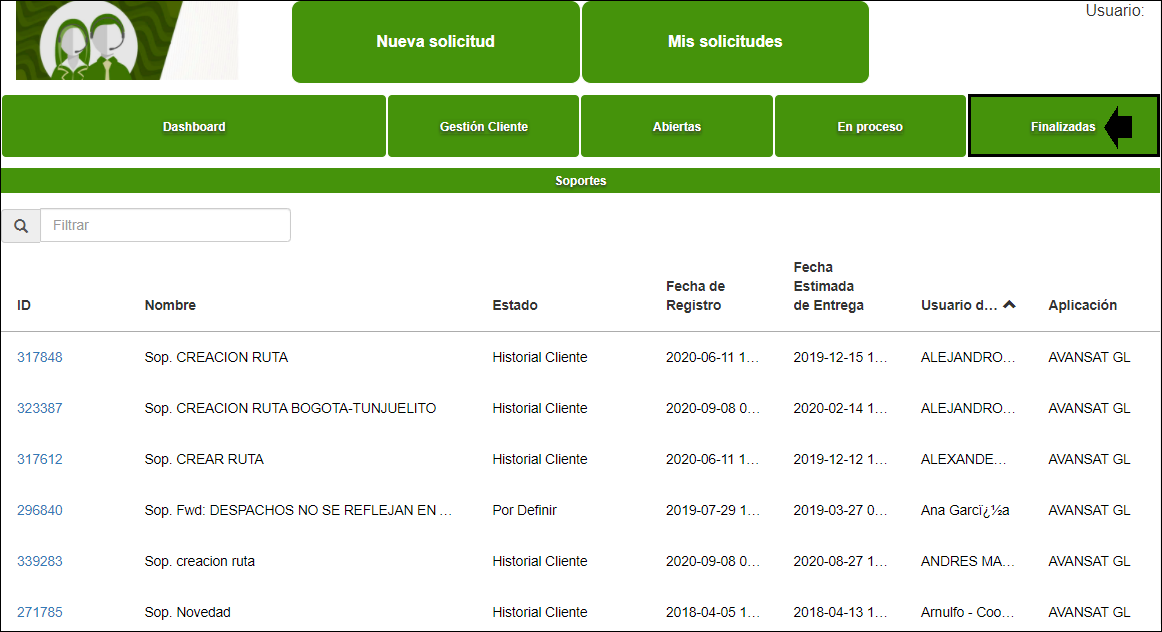 Usuario:
Nueva solicitud
Mis solicitudes
Dashboard
Gestión Cliente
Abiertas
En proceso
Finalizadas
Soportes
Filtrar
ID Nombre Estado Fecha de Registro Fecha Estimada de Entrega Usuario d... Aplicación
317848 Sop. CREACION RUTA Historial Cliente 2020-06-11 1... 2019-12-15 1... ALEJANDRO... AVANSAT GL
323387 Sop. CREACION RUTA BOGOTA-TUNJUELITO Historial Cliente 2020-09-08 0... 2020-02-14 1... ALEJANDRO... AVANSAT GL
317612 Sop. CREAR RUTA Historial Cliente 2020-06-11 1... 2019-12-12 1... ALEXANDE... AVANSAT GL
296840 Sop. Fwd: DESPACHOS NO SE REFLEJAN EN ... Por Definir 2019-07-29 1... 2019-03-27 0... Ana Garcï¿½a AVANSAT GL
339283 Sop. creacion ruta Historial Cliente 2020-09-08 0... 2020-08-27 1... ANDRES MA... AVANSAT GL
271785 Sop. Novedad Historial Cliente 2018-04-05 1... 2018-04-13 1... Arnulfo - Coo... AVANSAT GL